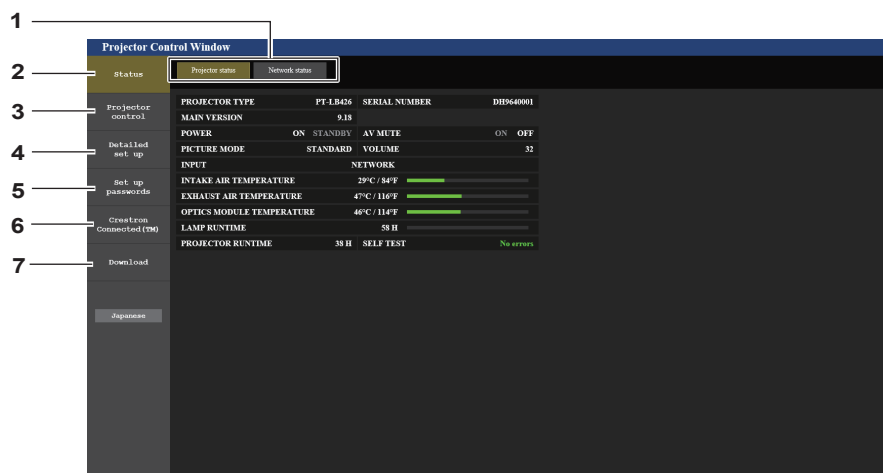 1
Projector Control Window
2
Status
Projector status
Network status
3
Projector
control
4
Detailed
set up
5
Set up
passwords
6
Crestron
Connected(TM)
7
Download
Japanese
PROJECTOR TYPE PT-LB426 SERIAL NUMBER DH9640001
MAIN VERSION 9.18
POWER ON STANDBY AV MUTE ON OFF
PICTURE MODE STANDARD VOLUME 32
INPUT NETWORK
INTAKE AIR TEMPERATURE 29°C / 84°F
EXHAUST AIR TEMPERATURE 47°C / 116°F
OPTICS MODULE TEMPERATURE 46°C / 114°F
LAMP RUNTIME 58 H
PROJECTOR RUNTIME 38 H SELF TEST No errors